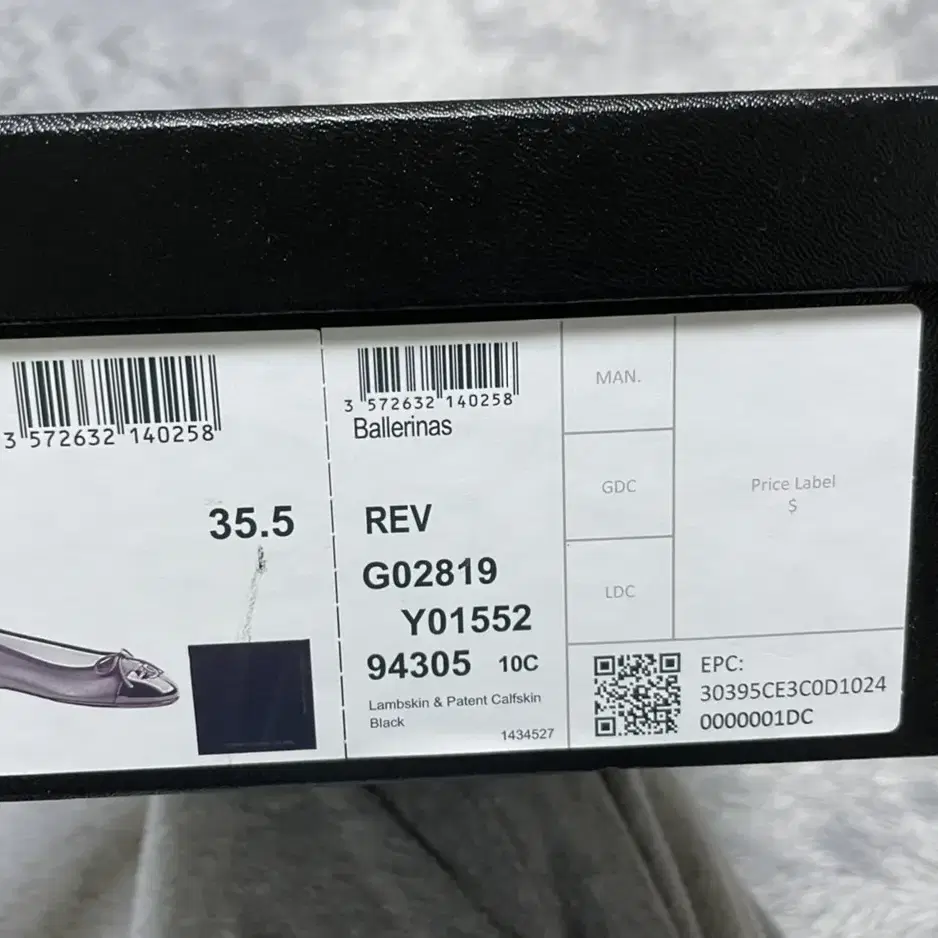 3 572632 140258
35.5
3 572632 140258
Ballerinas
REV
G02819
Y01552
94305 10C
Lambskin & Patent Calfskin
Black
1434527
MAN.
GDC
LDC
Price Label
$
EPC:
30395CE3C0D1024
0000001DC